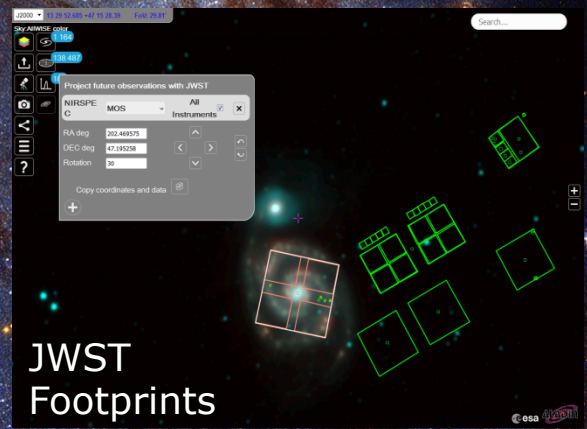 J2000 13 29 52.685 +47 15 28.39 FoV: 29.81'
Search...
Sky:AllWISE color
1 164
138 487
Project future observations with JWST
NIRSPEC MOS All Instruments x
RA deg 202.469575
DEC deg 47.195258
Rotation 30
Copy coordinates and data
?
+
−
JWST
Footprints
esa